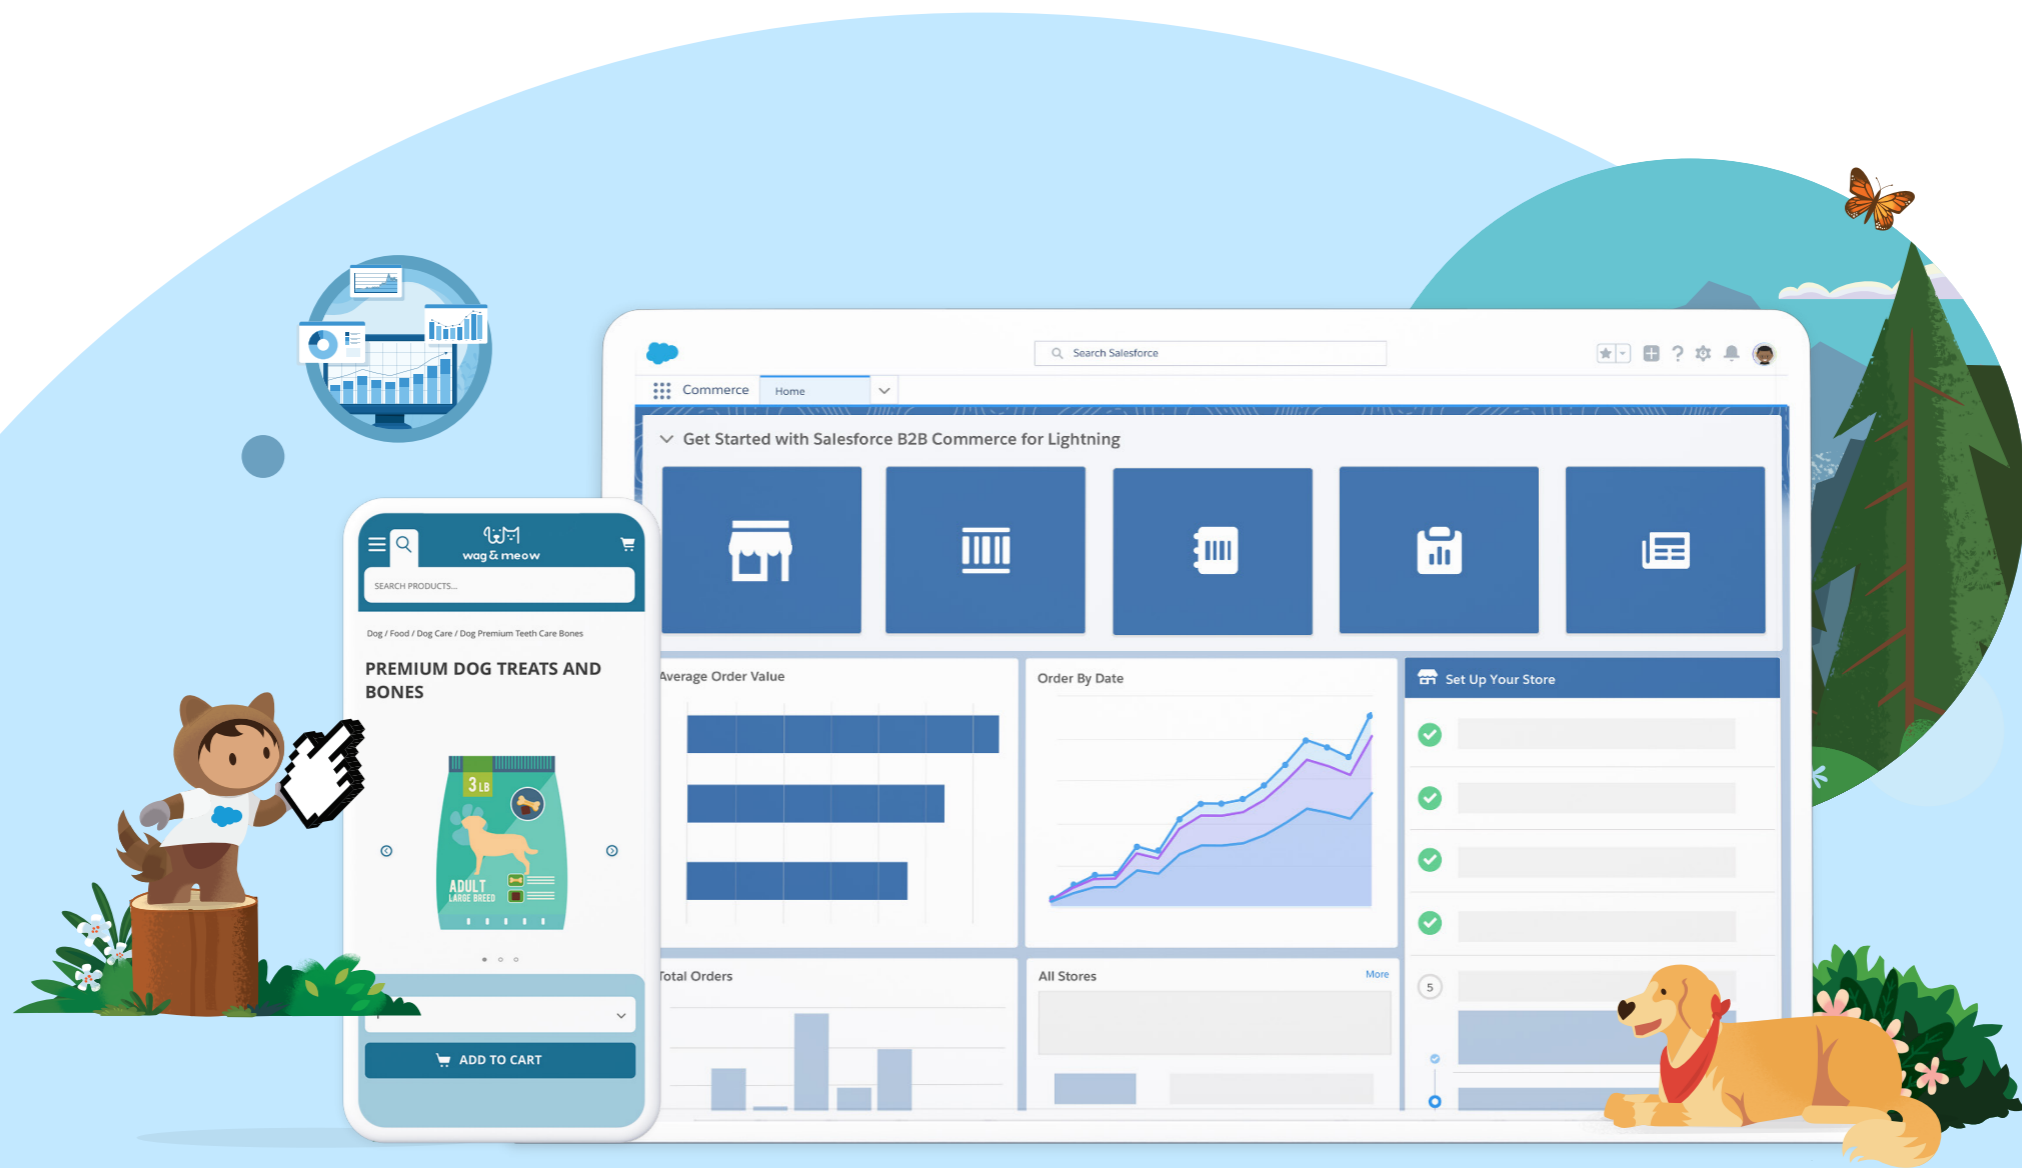 Search Salesforce
Commerce
Home
Get Started with Salesforce B2B Commerce for Lightning
Average Order Value
Order By Date
Set Up Your Store
Total Orders
All Stores
More
5
wag & meow
SEARCH PRODUCTS...
Dog / Food / Dog Care / Dog Premium Teeth Care Bones
PREMIUM DOG TREATS AND
BONES
3 LB
ADULT
LARGE BREED
ADD TO CART